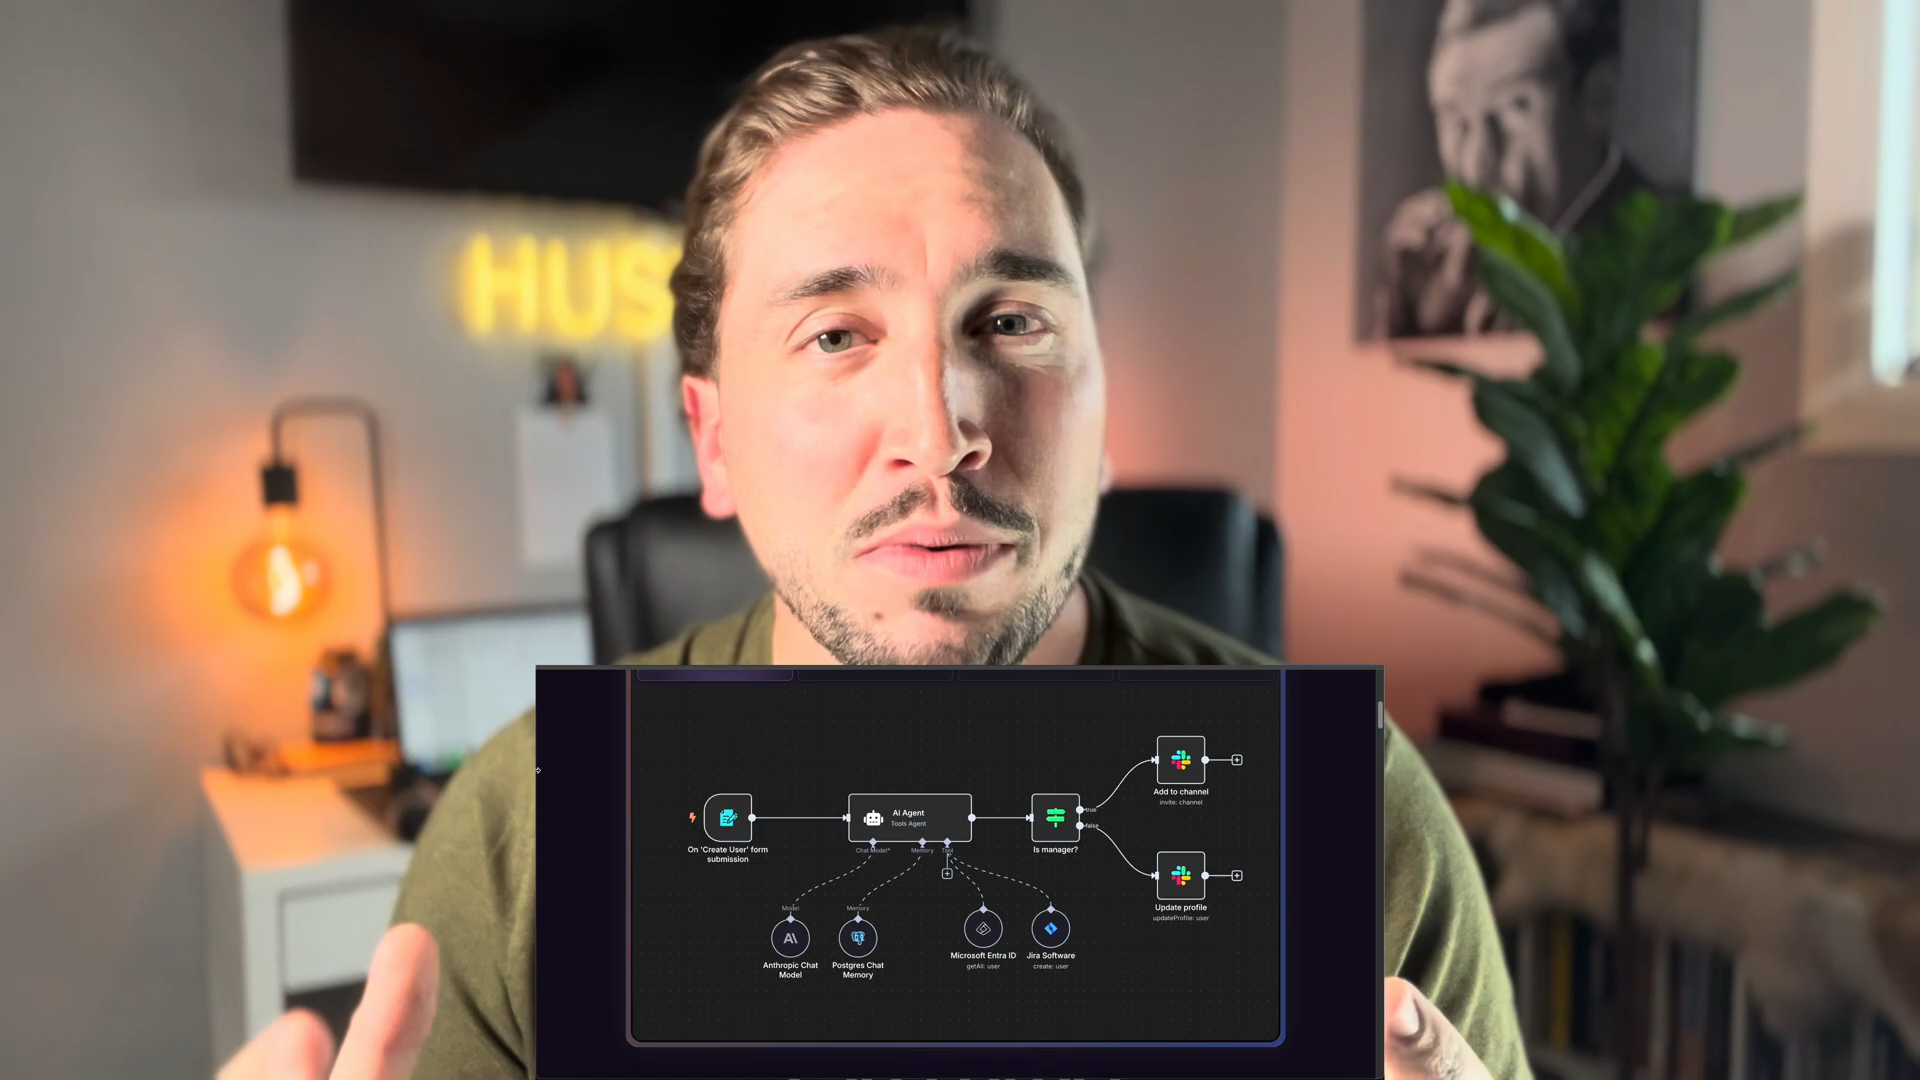 HUS
Add to channel
invite: channel
AI Agent
Tools Agent
true
false
On 'Create User' form
submission
Chat Model*
Memory
Tool
Is manager?
Model
Memory
Update profile
updateProfile: user
Anthropic Chat
Model
Postgres Chat
Memory
Microsoft Entra ID
getAll: user
Jira Software
create: user